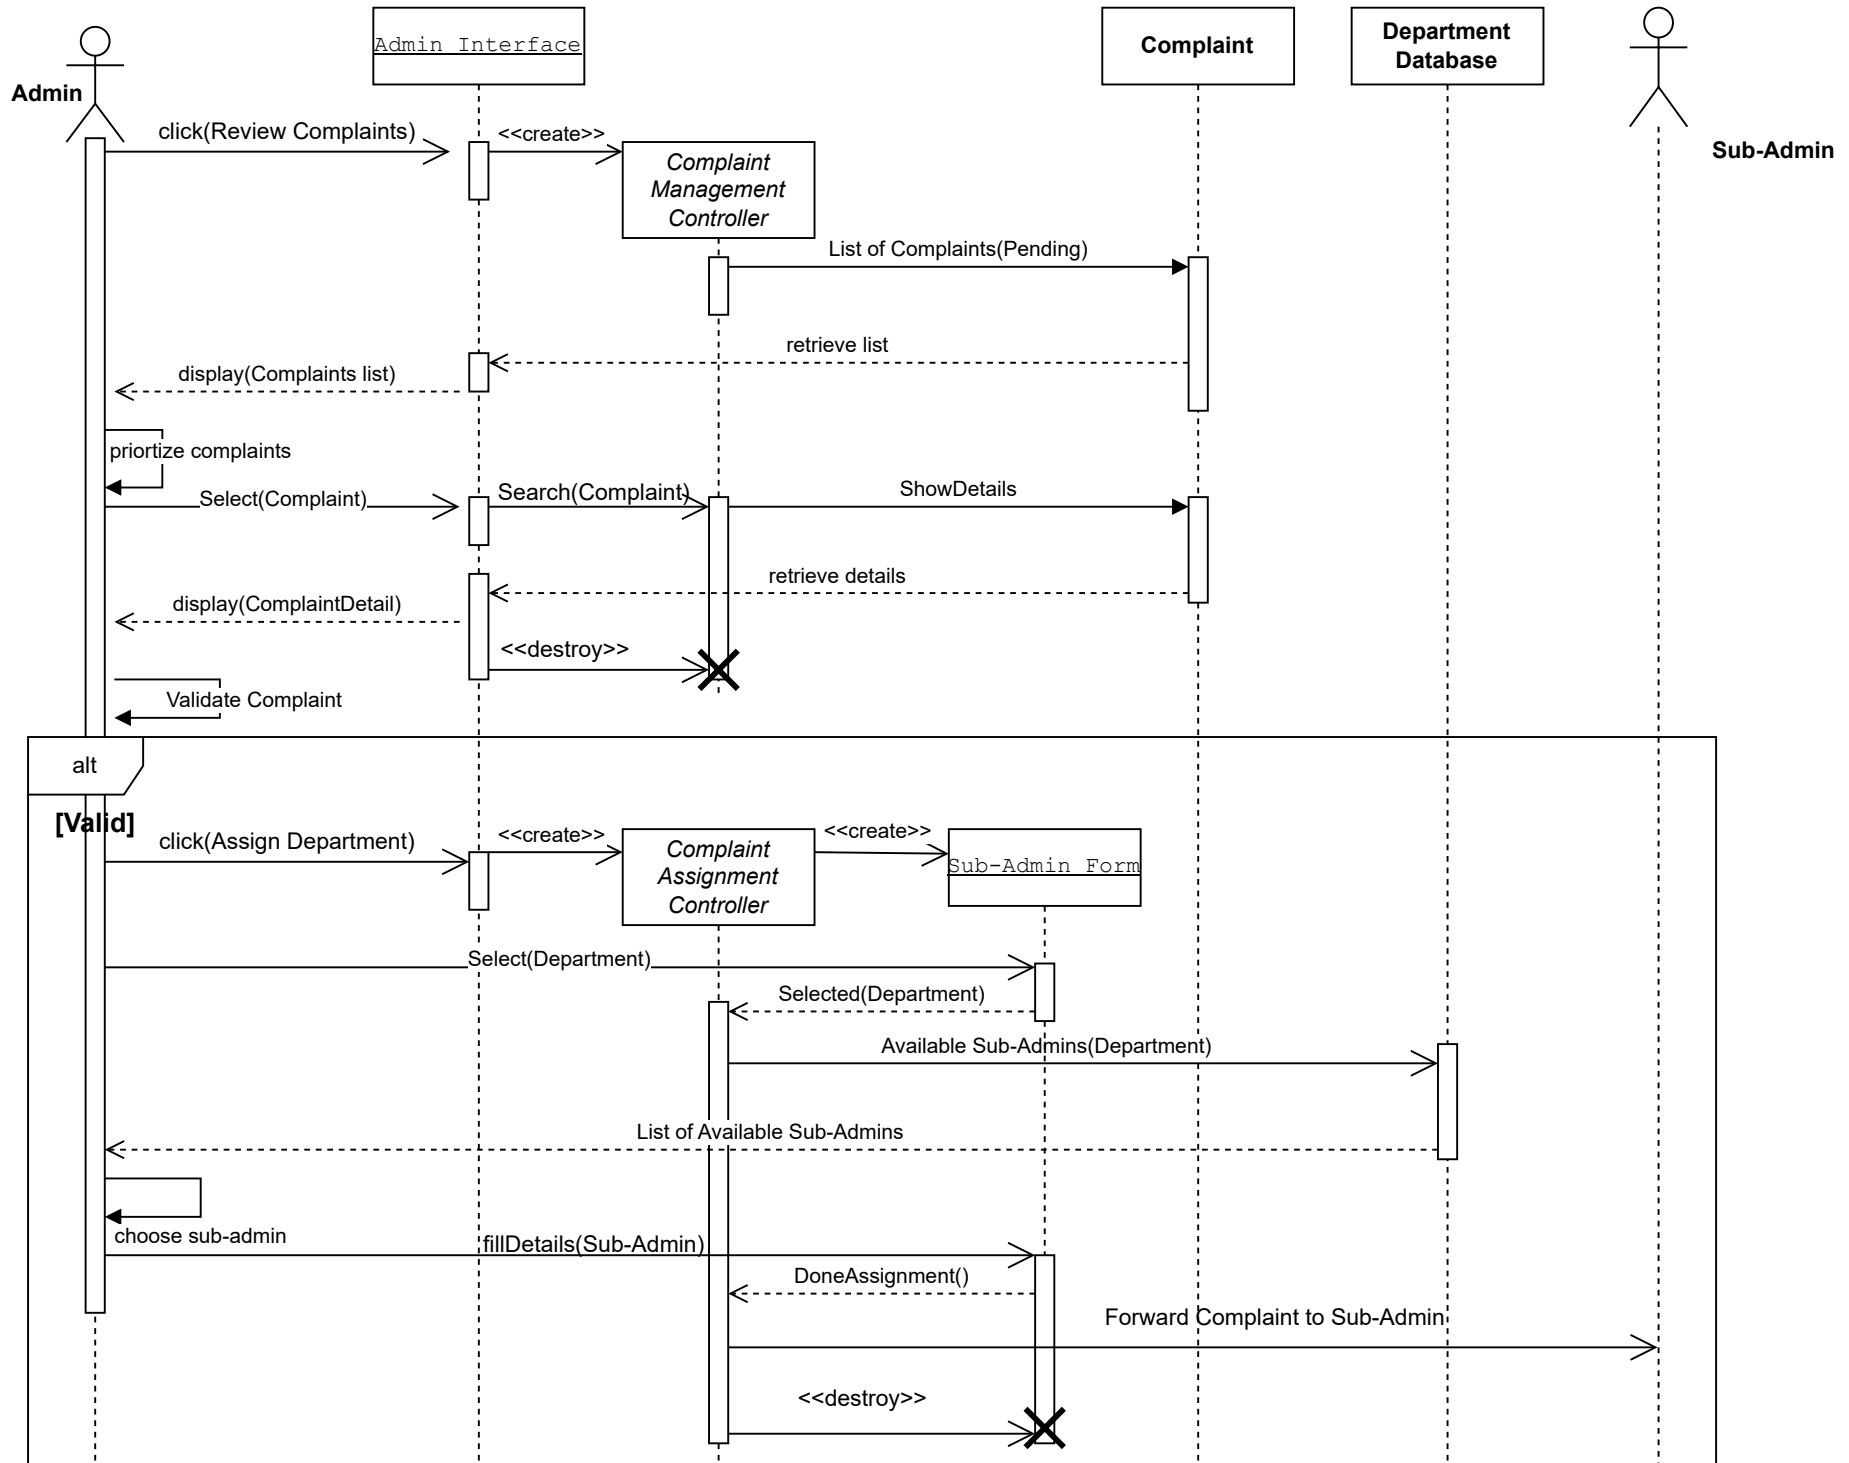 Admin Interface
Complaint
Department
Database
Admin
Sub-Admin
click(Review Complaints)
<<create>>
Complaint
Management
Controller
List of Complaints(Pending)
retrieve list
display(Complaints list)
priortize complaints
Select(Complaint)
Search(Complaint)
ShowDetails
retrieve details
display(ComplaintDetail)
<<destroy>>
Validate Complaint
alt
[Valid]
click(Assign Department)
<<create>>
Complaint
Assignment
Controller
<<create>>
Sub-Admin Form
Select(Department)
Selected(Department)
Available Sub-Admins(Department)
List of Available Sub-Admins
choose sub-admin
fillDetails(Sub-Admin)
DoneAssignment()
Forward Complaint to Sub-Admin
<<destroy>>